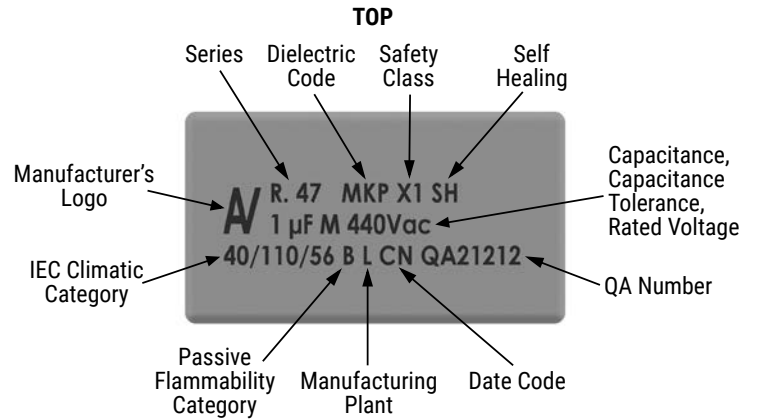 TOP
Series
Dielectric
Code
Safety
Class
Self
Healing
Manufacturer's
Logo
R. 47 MKP X1 SH
1 µF M 440Vac
40/110/56 B L CN QA21212
Capacitance,
Capacitance
Tolerance,
Rated Voltage
IEC Climatic
Category
QA Number
Passive
Flammability
Category
Manufacturing
Plant
Date Code